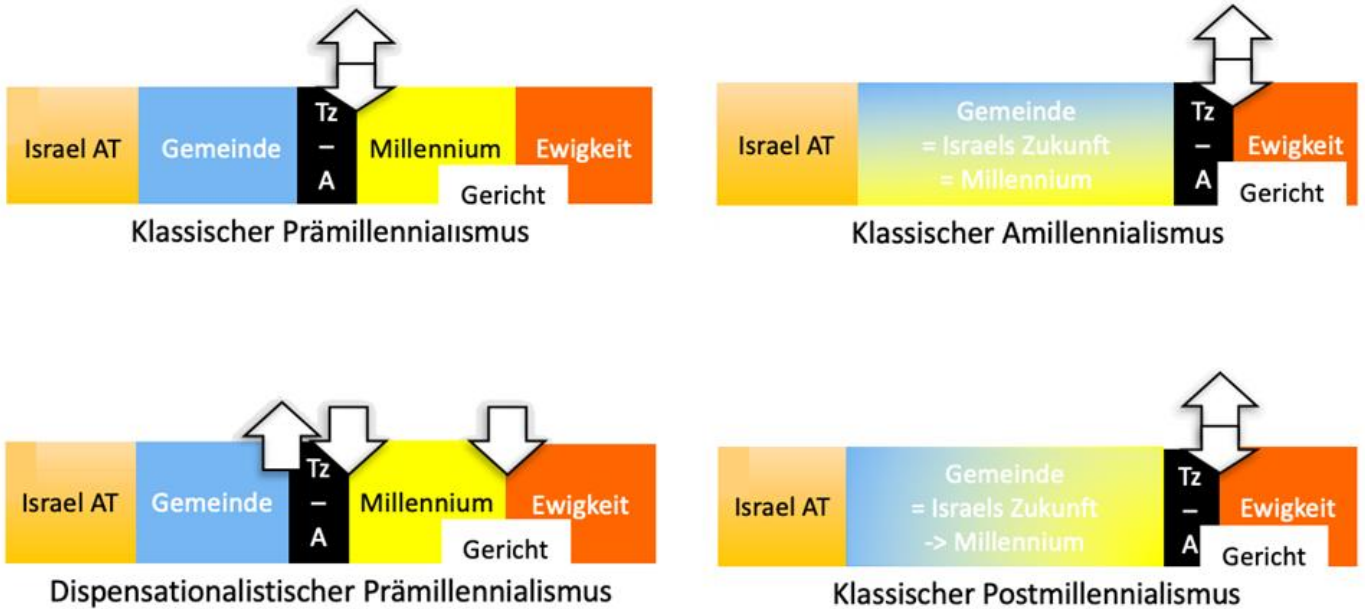 Israel AT
Gemeinde
Tz
–
A
Millennium
Ewigkeit
Gericht
Klassischer Prämillennialismus
Israel AT
Gemeinde
= Israels Zukunft
= Millennium
Tz
–
A
Ewigkeit
Gericht
Klassischer Amillennialismus
Israel AT
Gemeinde
Tz
–
A
Millennium
Ewigkeit
Gericht
Dispensationalistischer Prämillennialismus
Israel AT
Gemeinde
= Israels Zukunft
-> Millennium
Tz
–
A
Ewigkeit
Gericht
Klassischer Postmillennialismus